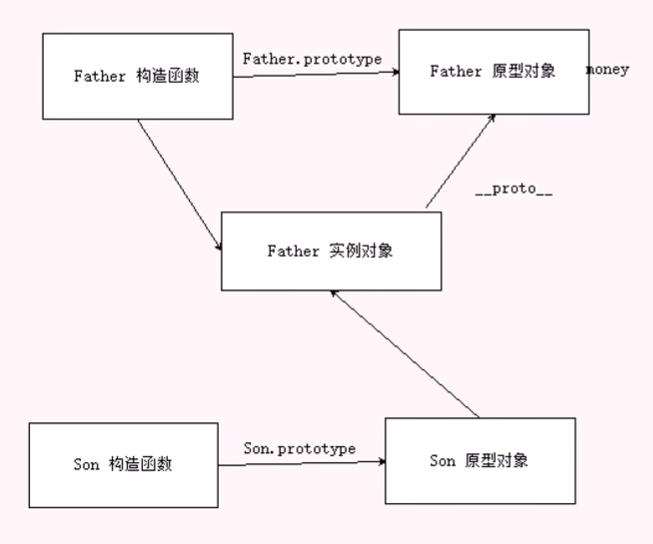 Father 构造函数
Father.prototype
Father 原型对象
money
__proto__
Father 实例对象
Son 构造函数
Son.prototype
Son 原型对象